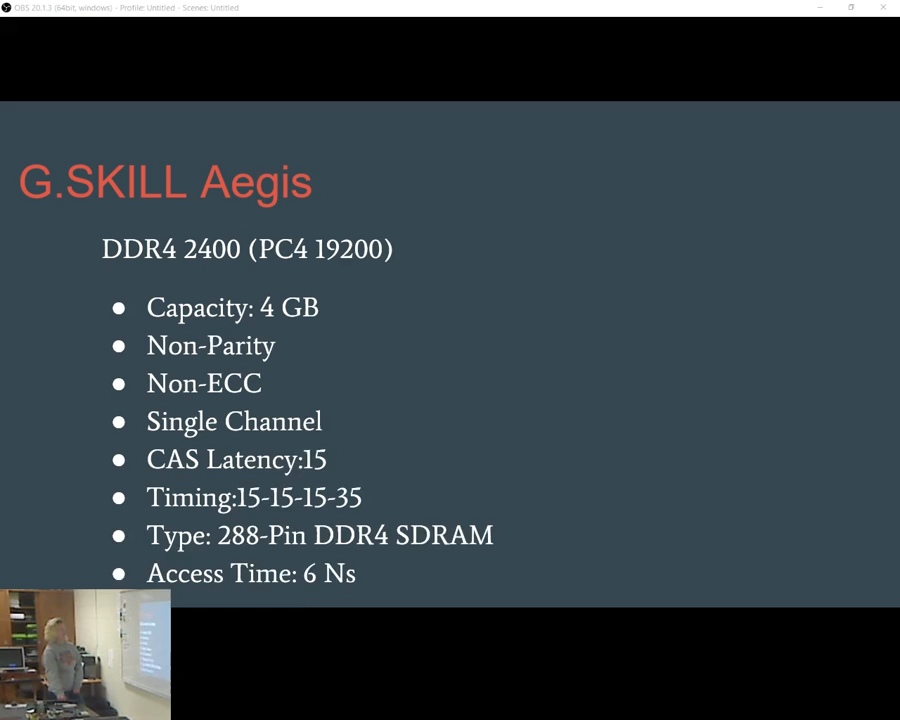 OBS 20.1.3 (64bit, windows) - Profile: Untitled - Scenes: Untitled
G.SKILL Aegis
DDR4 2400 (PC4 19200)
● Capacity: 4 GB
● Non-Parity
● Non-ECC
● Single Channel
● CAS Latency:15
● Timing:15-15-15-35
● Type: 288-Pin DDR4 SDRAM
● Access Time: 6 Ns